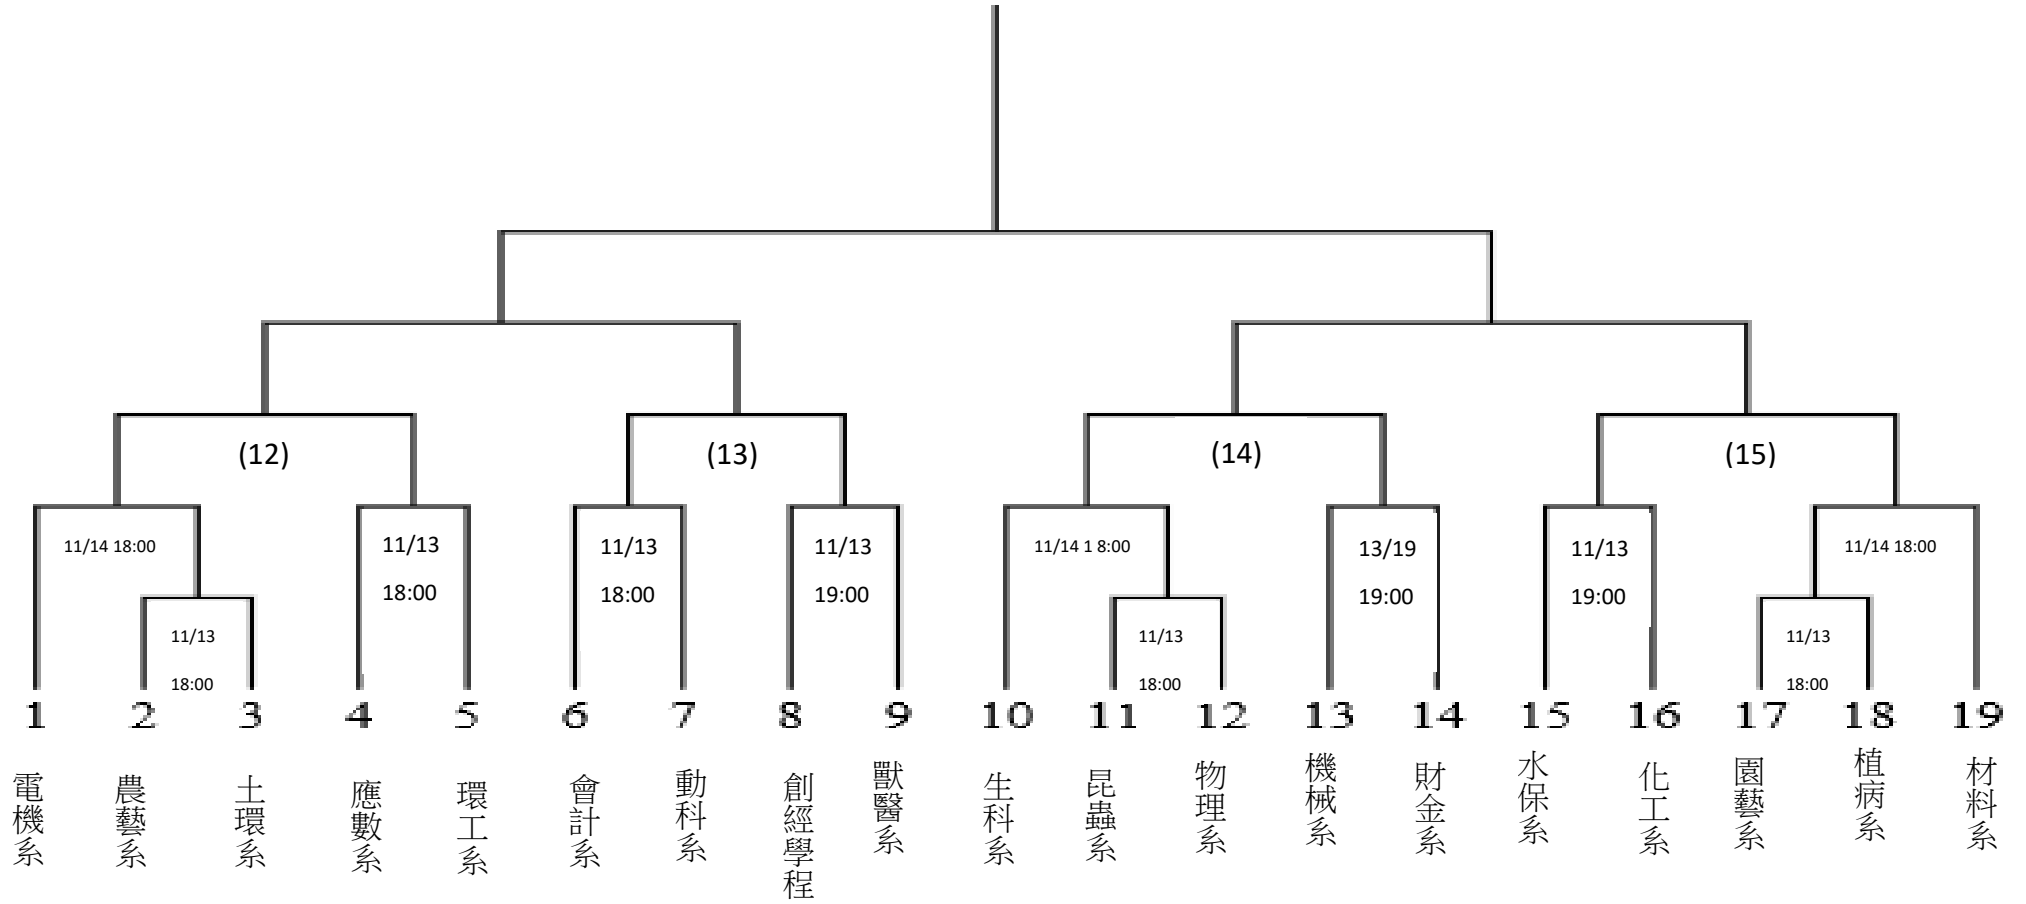 (12)
(13)
(14)
(15)
11/14 18:00
11/13
18:00
11/13
18:00
11/13
19:00
11/14 1 8:00
13/19
19:00
11/13
19:00
11/14 18:00
11/13
18:00
11/13
18:00
11/13
18:00
1
2
3
4
5
6
7
8
9
10
11
12
13
14
15
16
17
18
19
電機系
農藝系
土環系
應數系
環工系
會計系
動科系
創經學程
獸醫系
生科系
昆蟲系
物理系
機械系
財金系
水保系
化工系
園藝系
植病系
材料系